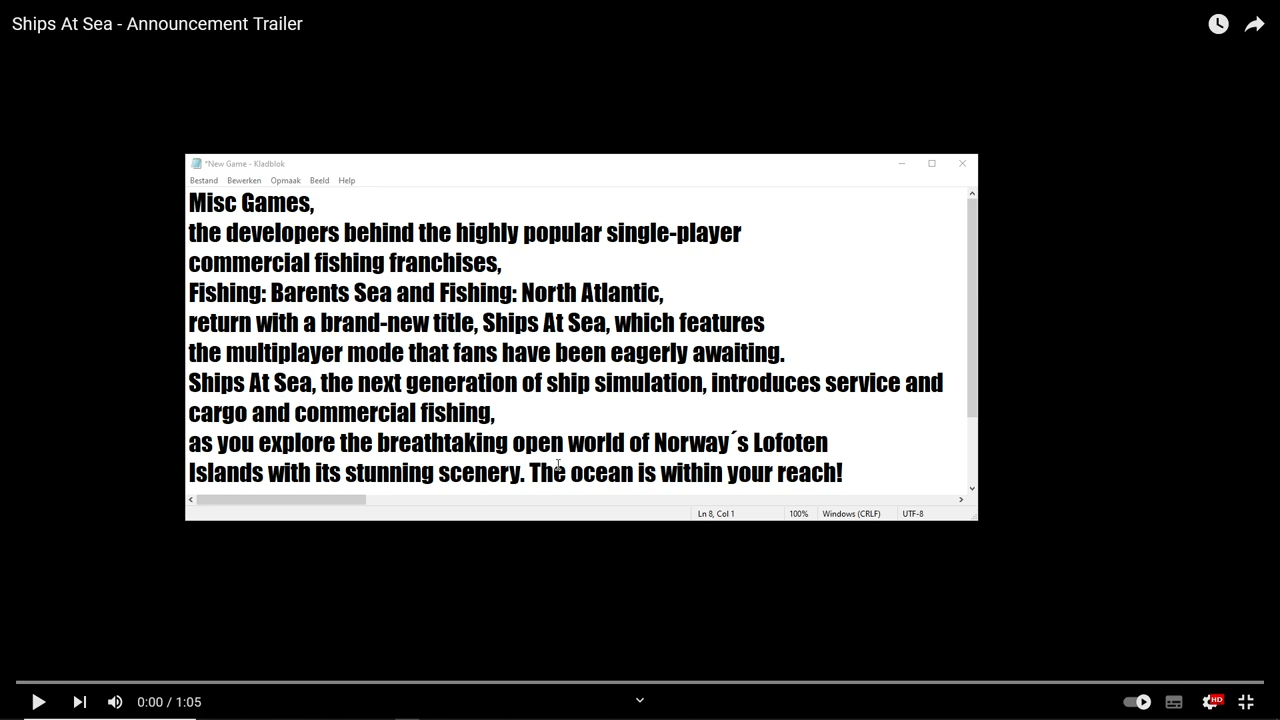 Ships At Sea - Announcement Trailer
*New Game - Kladblok
Bestand Bewerken Opmaak Beeld Help
Misc Games,
the developers behind the highly popular single-player
commercial fishing franchises,
Fishing: Barents Sea and Fishing: North Atlantic,
return with a brand-new title, Ships At Sea, which features
the multiplayer mode that fans have been eagerly awaiting.
Ships At Sea, the next generation of ship simulation, introduces service and
cargo and commercial fishing,
as you explore the breathtaking open world of Norway´s Lofoten
Islands with its stunning scenery. The ocean is within your reach!
Ln 8, Col 1 100% Windows (CRLF) UTF-8
0:00 / 1:05 HD